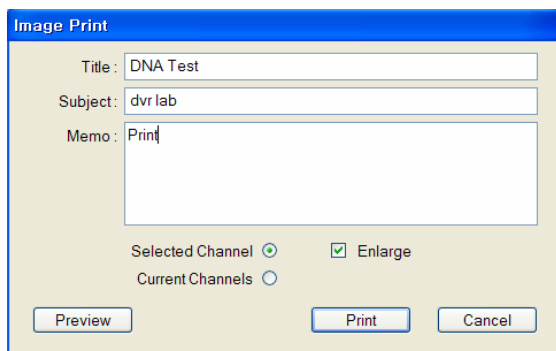 Image Print
Title : DNA Test
Subject : dvr lab
Memo : Print
Selected Channel Enlarge
Current Channels
Preview Print Cancel